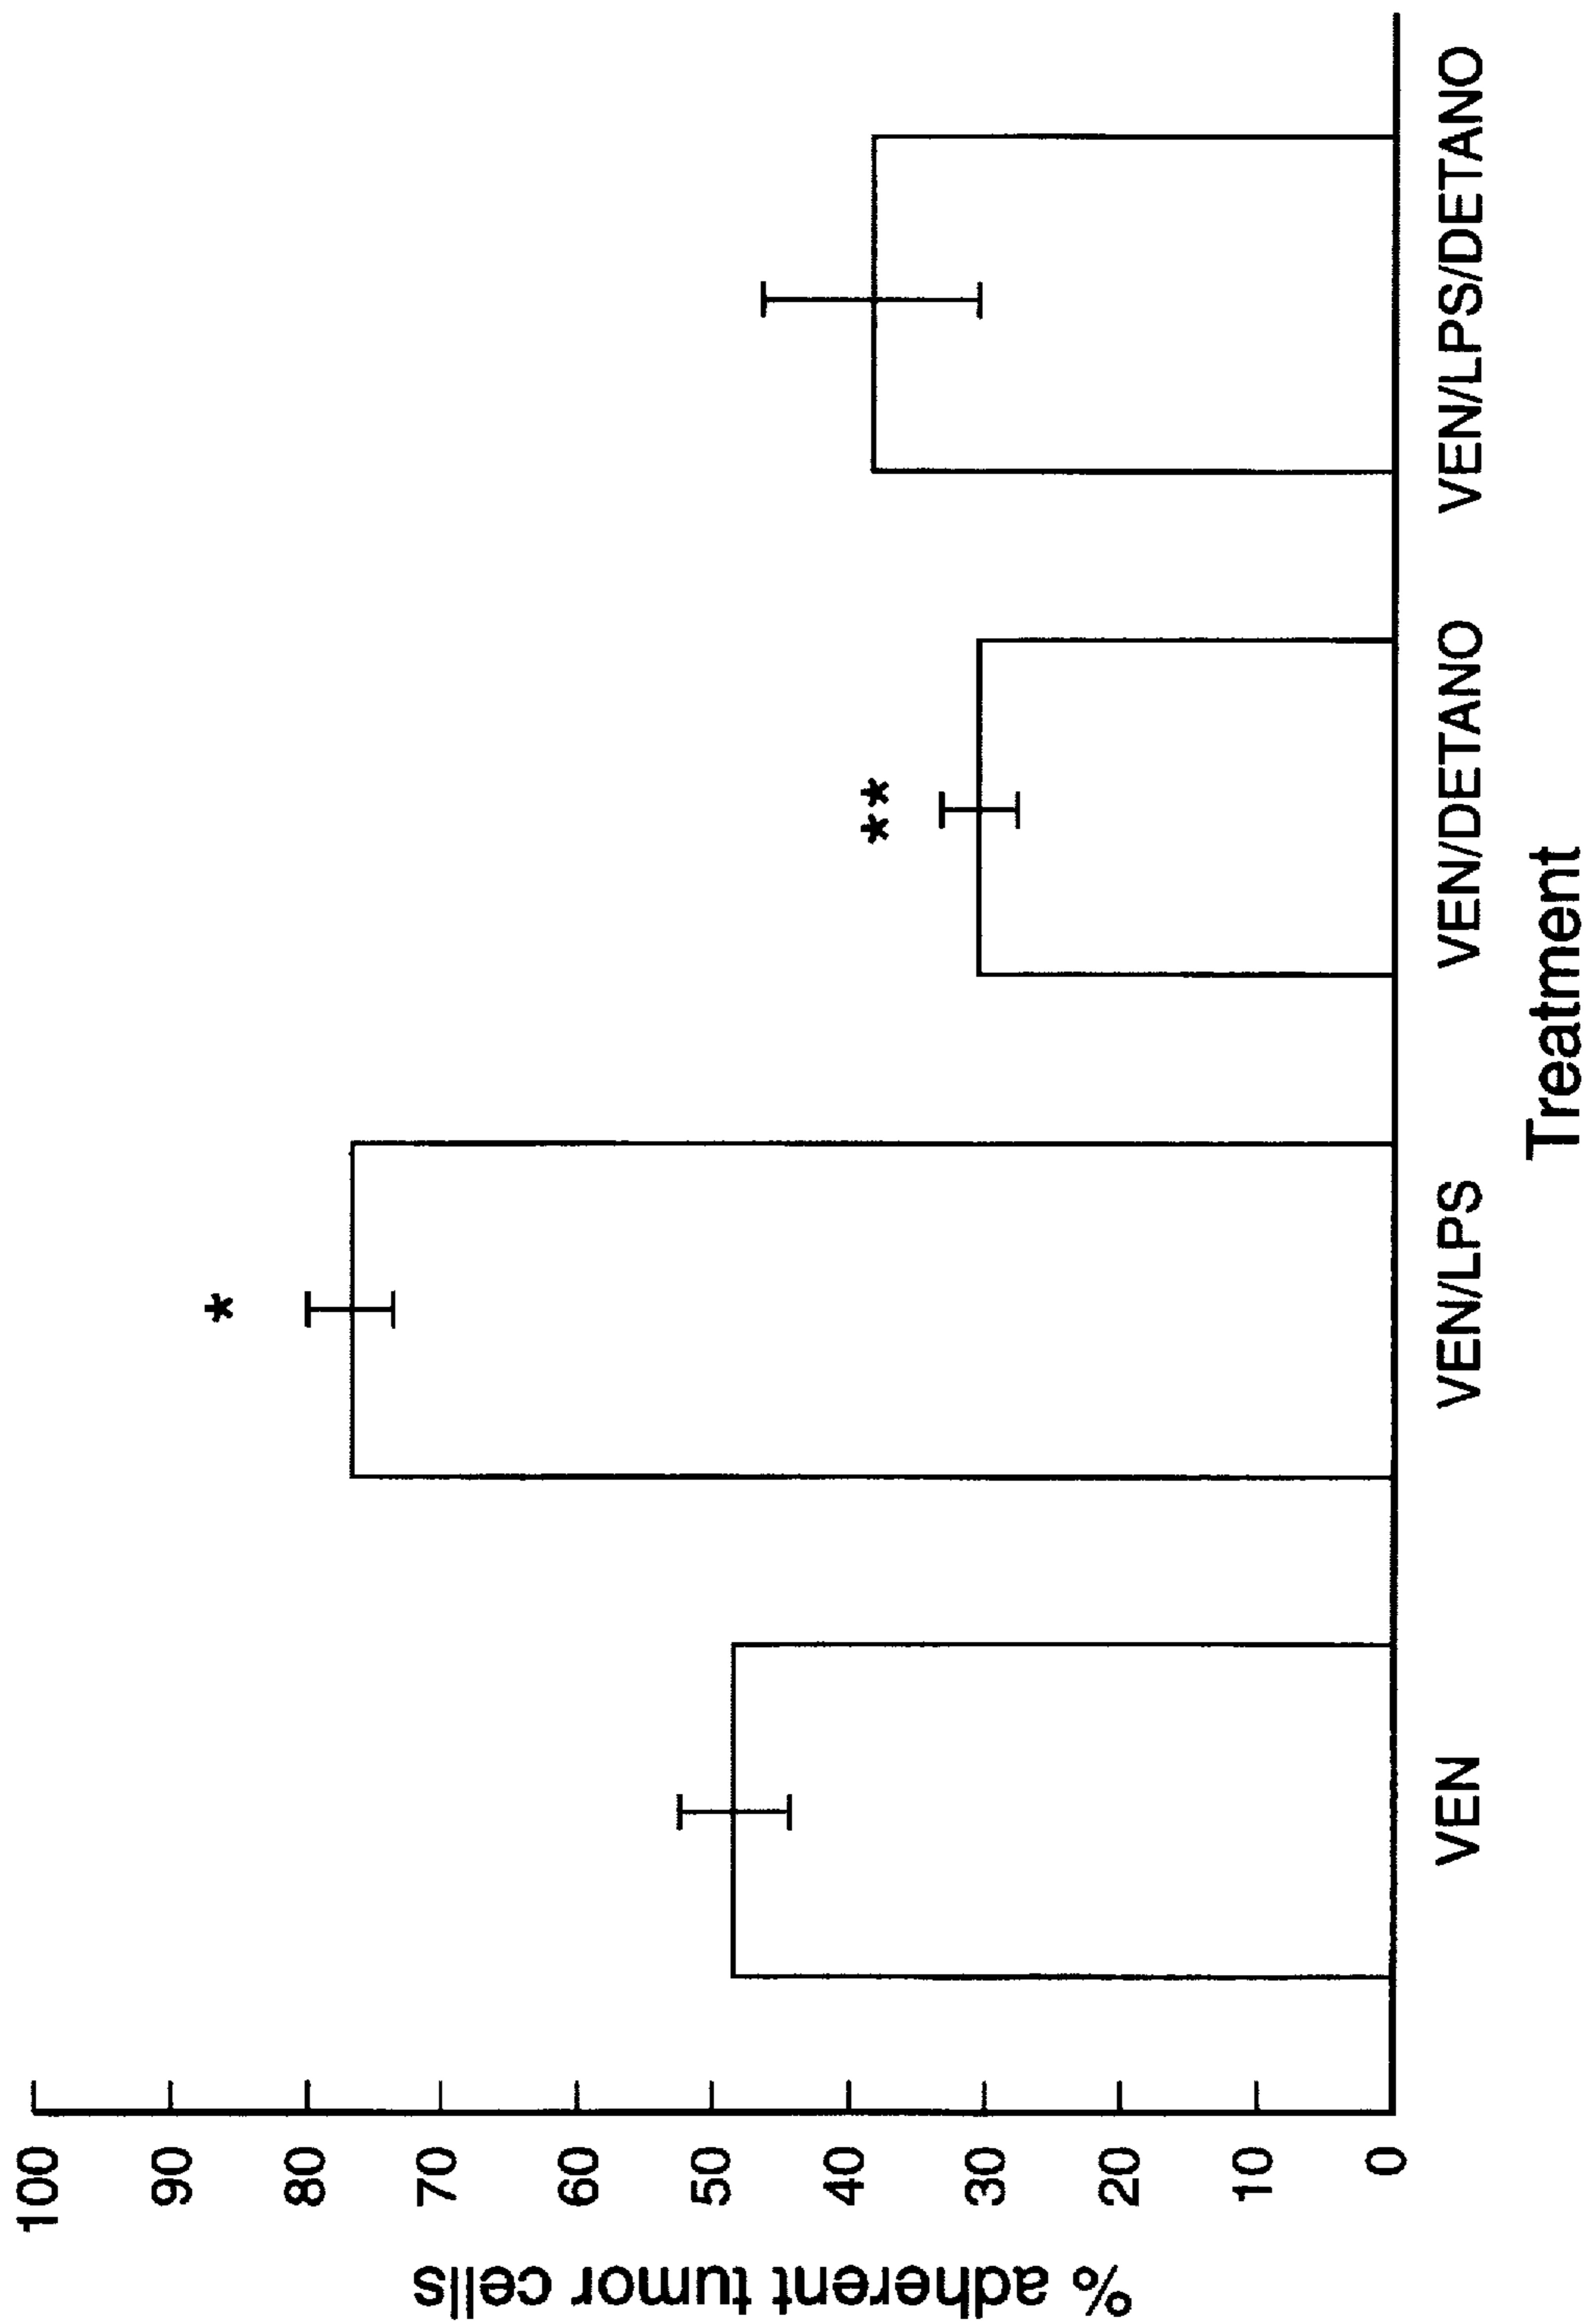 % adherent tumor cells
100
90
80
70
60
50
40
30
20
10
0
*
**
VEN
VEN/LPS
VEN/DETANO
VEN/LPS/DETANO
Treatment